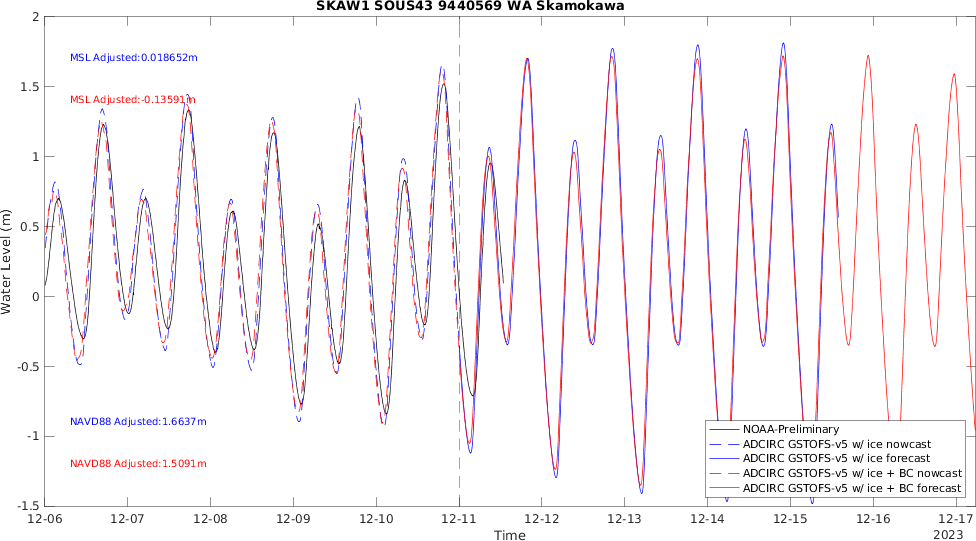 SKAW1 SOUS43 9440569 WA Skamokawa
2
1.5
1
0.5
0
-0.5
-1
-1.5
Water Level (m)
MSL Adjusted:0.018652m
MSL Adjusted:-0.13591m
NAVD88 Adjusted:1.6637m
NAVD88 Adjusted:1.5091m
NOAA-Preliminary
ADCIRC GSTOFS-v5 w/ ice nowcast
ADCIRC GSTOFS-v5 w/ ice forecast
ADCIRC GSTOFS-v5 w/ ice + BC nowcast
ADCIRC GSTOFS-v5 w/ ice + BC forecast
12-06 12-07 12-08 12-09 12-10 12-11 12-12 12-13 12-14 12-15 12-16 12-17
Time
2023